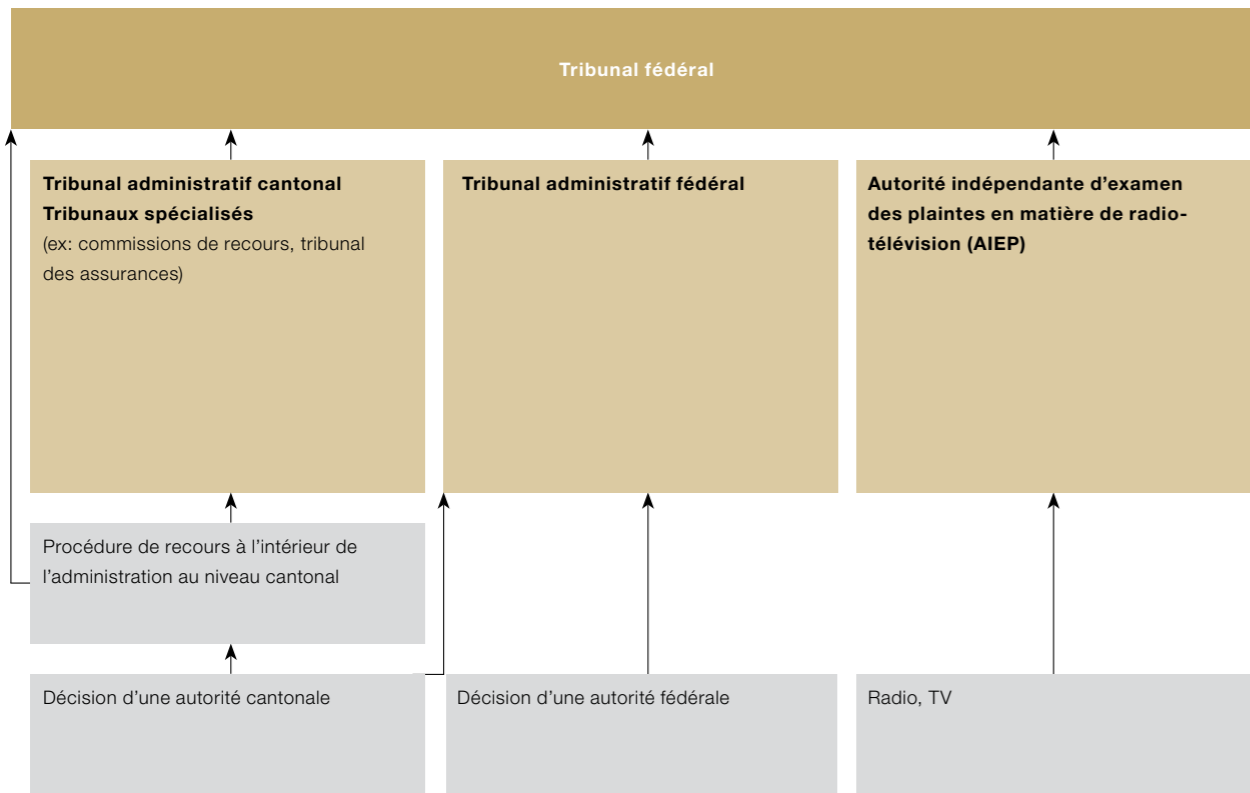 Tribunal fédéral
Tribunal administratif cantonal
Tribunaux spécialisés
(ex: commissions de recours, tribunal
des assurances)
Tribunal administratif fédéral
Autorité indépendante d’examen
des plaintes en matière de radio-
télévision (AIEP)
Procédure de recours à l’intérieur de
l’administration au niveau cantonal
Décision d’une autorité cantonale
Décision d’une autorité fédérale
Radio, TV